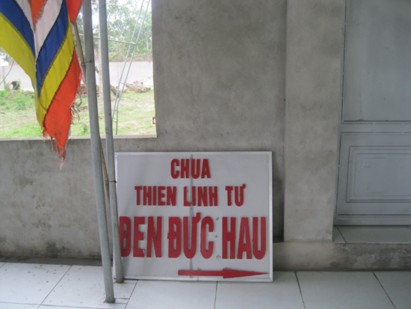 CHUA
THIEN LINH TƯ
ĐEN ĐƯC HAU